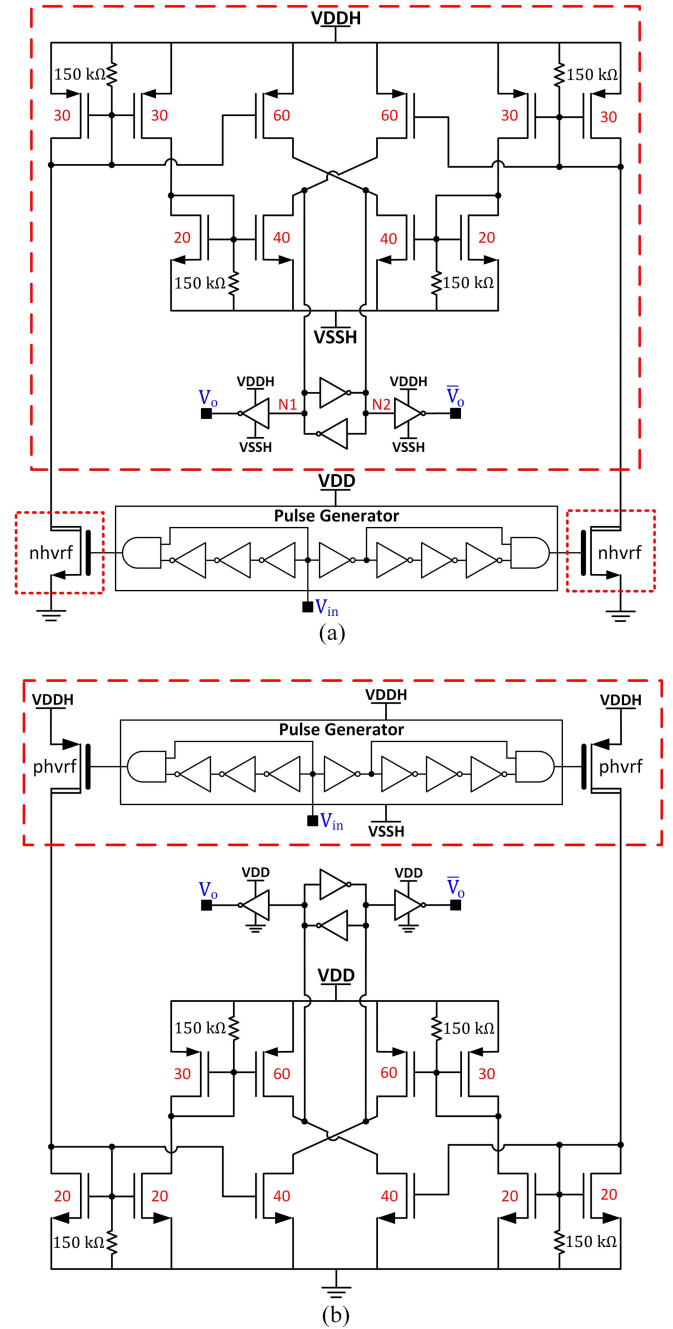 VDDH
150 kΩ 150 kΩ
30 30 60 60 30 30
20 40 40 20
150 kΩ 150 kΩ
VSSH
VDDH VDDH
V₀ N1 N2 V̅₀
VSSH VSSH
VDD
Pulse Generator
nhvrf nhvrf
Vin
(a)
VDDH VDDH VDDH
Pulse Generator
phvrf phvrf
Vin VSSH
VDD VDD
Vo V̅o
VDD
150 kΩ 150 kΩ
30 60 60 30
20 20 40 40 20 20
150 kΩ 150 kΩ
(b)